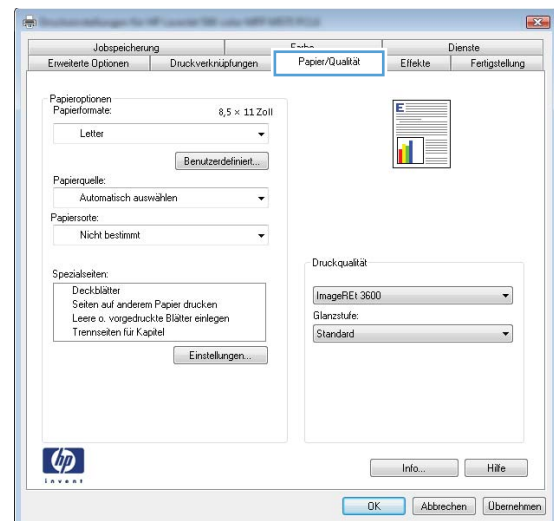 Jobspeicherung
Farbe
Dienste
Erweiterte Optionen
Druckverknüpfungen
Papier/Qualität
Effekte
Fertigstellung
Papieroptionen
Papierformate:
8,5 × 11 Zoll
Letter
Benutzerdefiniert...
Papierquelle:
Automatisch auswählen
Papiersorte:
Nicht bestimmt
Spezialseiten:
Deckblätter
Seiten auf anderem Papier drucken
Leere o. vorgedruckte Blätter einlegen
Trennseiten für Kapitel
Einstellungen...
E
Druckqualität
ImageREt 3600
Glanzstufe:
Standard
hp
invent
Info...
Hilfe
OK
Abbrechen
Übernehmen